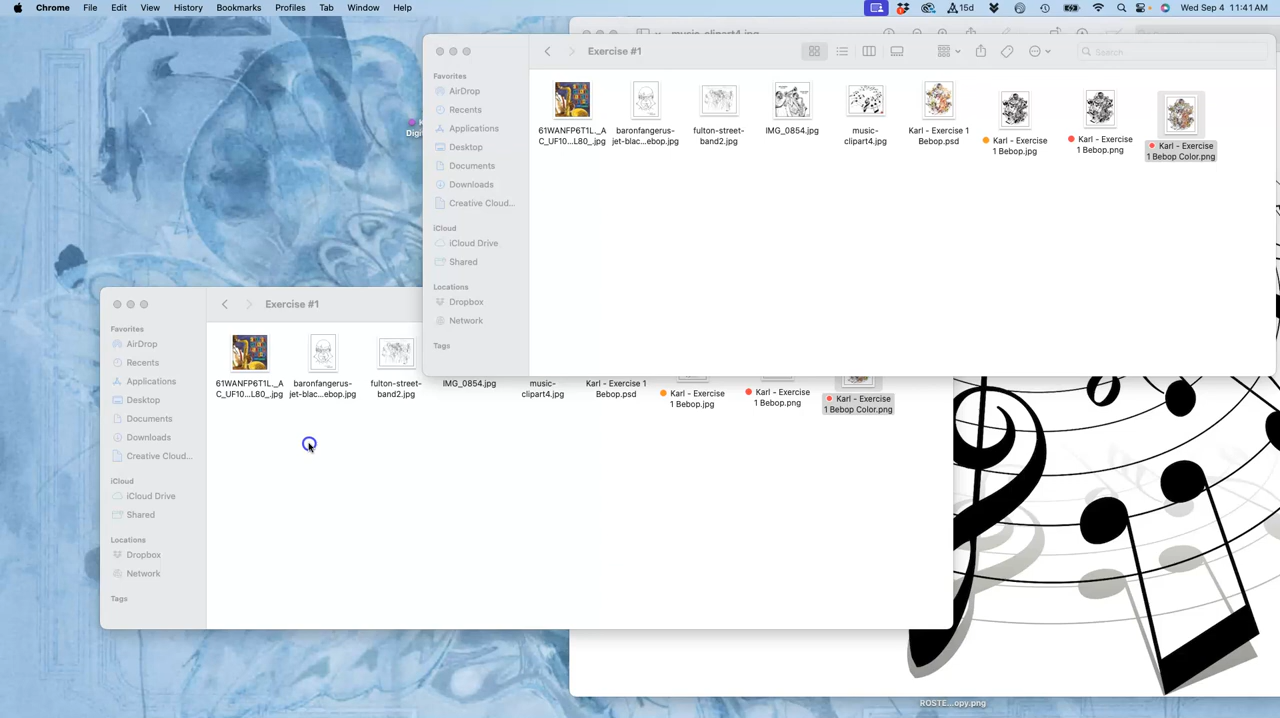 Chrome File Edit View History Bookmarks Profiles Tab Window Help
15d
Wed Sep 4 11:41 AM
music-clipart4.jpg
Exercise #1
Search
Favorites
AirDrop
Recents
Applications
Desktop
Documents
Downloads
Creative Cloud...
iCloud
iCloud Drive
Shared
Locations
Dropbox
Network
Tags
61WANFP6T1L._A
C_UF10...L80_.jpg
baronfangerus-
jet-blac...ebop.jpg
fulton-street-
band2.jpg
IMG_0854.jpg
music-
clipart4.jpg
Karl - Exercise 1
Bebop.psd
Karl - Exercise
1 Bebop.jpg
Karl - Exercise
1 Bebop.png
Karl - Exercise
1 Bebop Color.png
Exercise #1
Favorites
AirDrop
Recents
Applications
Desktop
Documents
Downloads
Creative Cloud...
iCloud
iCloud Drive
Shared
Locations
Dropbox
Network
Tags
61WANFP6T1L._A
C_UF10...L80_.jpg
baronfangerus-
jet-blac...ebop.jpg
fulton-street-
band2.jpg
IMG_0854.jpg
music-
clipart4.jpg
Karl - Exercise 1
Bebop.psd
Karl - Exercise
1 Bebop.jpg
Karl - Exercise
1 Bebop.png
Karl - Exercise
1 Bebop Color.png
ROSTE...opy.png